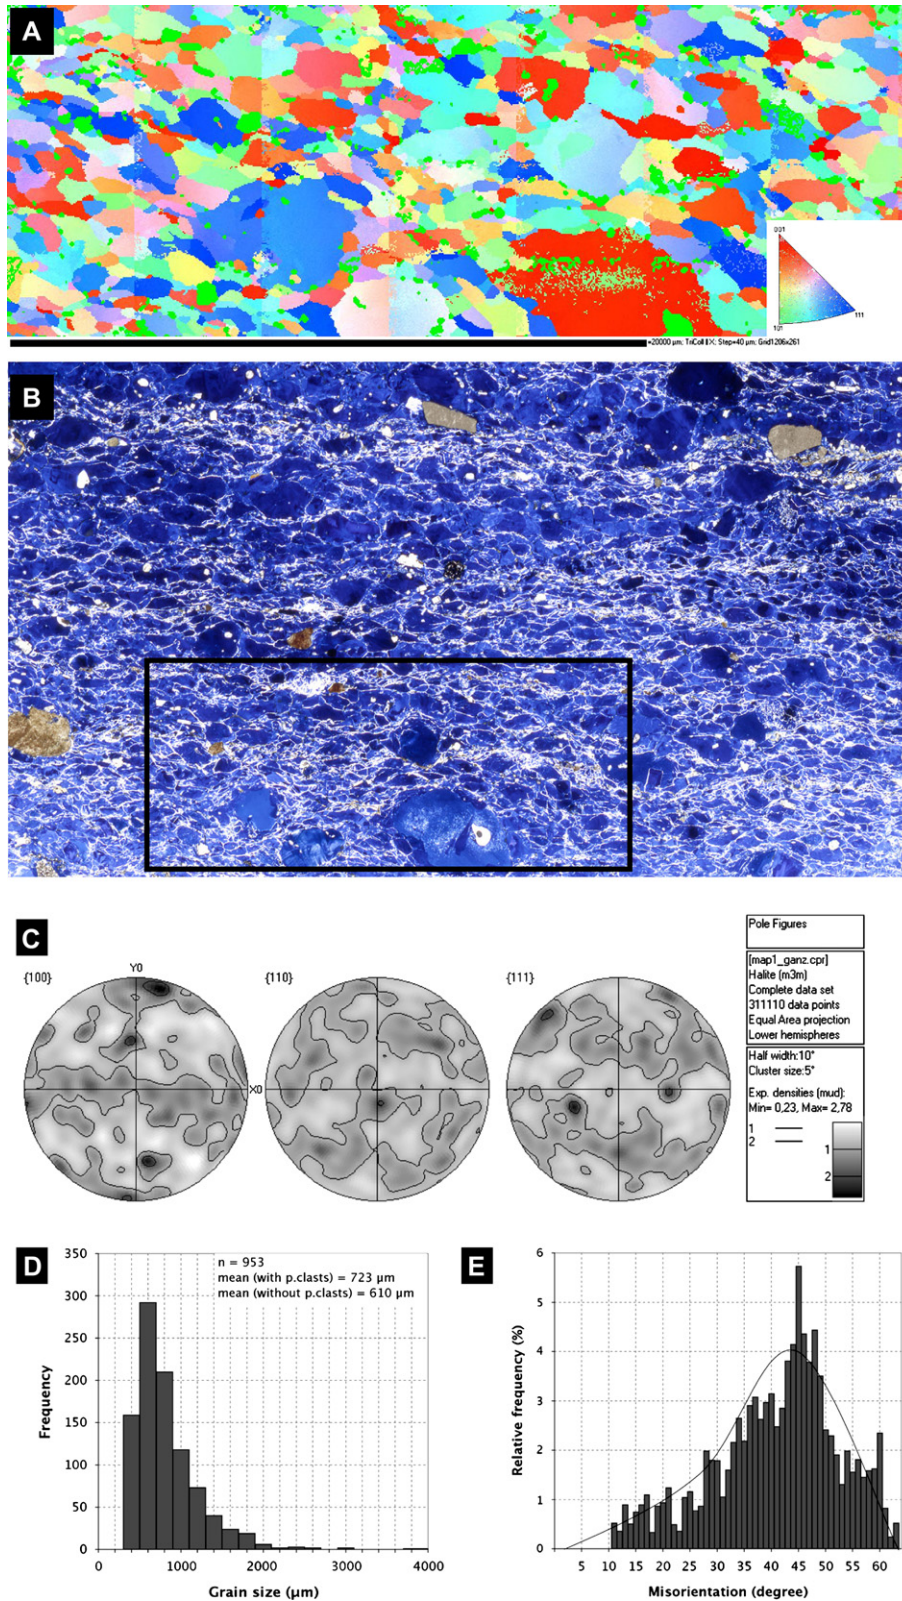 A
001
101
111
=20000 µm; TriColl IPX; Step=40 µm; Grid1206x261
B
C
{100}
Y0
X0
{110}
{111}
Pole Figures
[map1_ganz.cpr]
Halite (m3m)
Complete data set
311110 data points
Equal Area projection
Lower hemispheres
Half width:10°
Cluster size:5°
Exp. densities (mud):
Min= 0,23, Max= 2,78
1
2
1
2
D
n = 953
mean (with p.clasts) = 723 µm
mean (without p.clasts) = 610 µm
350
300
250
200
150
100
50
0
Frequency
0 1000 2000 3000 4000
Grain size (µm)
E
6
5
4
3
2
1
0
Relative frequency (%)
5 10 15 20 25 30 35 40 45 50 55 60
Misorientation (degree)